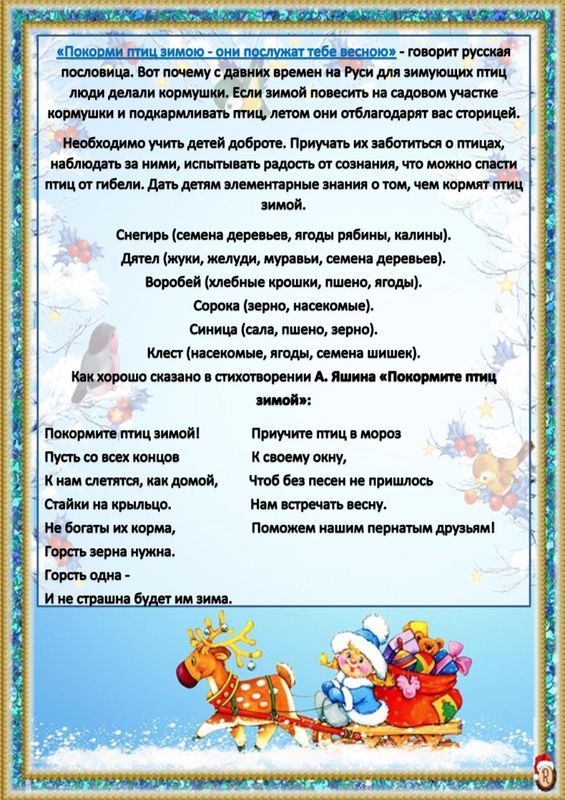 «Покорми птиц зимою - они послужат тебе весною» - говорит русская
пословица. Вот почему с давних времен на Руси для зимующих птиц
люди делали кормушки. Если зимой повесить на садовом участке
кормушки и подкармливать птиц, летом они отблагодарят вас сторицей.
Необходимо учить детей доброте. Приучать их заботиться о птицах,
наблюдать за ними, испытывать радость от сознания, что можно спасти
птиц от гибели. Дать детям элементарные знания о том, чем кормят птиц
зимой.
Снегирь (семена деревьев, ягоды рябины, калины).
Дятел (жуки, желуди, муравьи, семена деревьев).
Воробей (хлебные крошки, пшено, ягоды).
Сорока (зерно, насекомые).
Синица (сала, пшено, зерно).
Клест (насекомые, ягоды, семена шишек).
Как хорошо сказано в стихотворении А. Яшина «Покормите птиц
зимой»:
Покормите птиц зимой!
Пусть со всех концов
К нам слетятся, как домой,
Стайки на крыльцо.
Не богаты их корма,
Горсть зерна нужна.
Горсть одна -
И не страшна будет им зима.
Приучите птиц в мороз
К своему окну,
Чтоб без песен не пришлось
Нам встречать весну.
Поможем нашим пернатым друзьям!
R